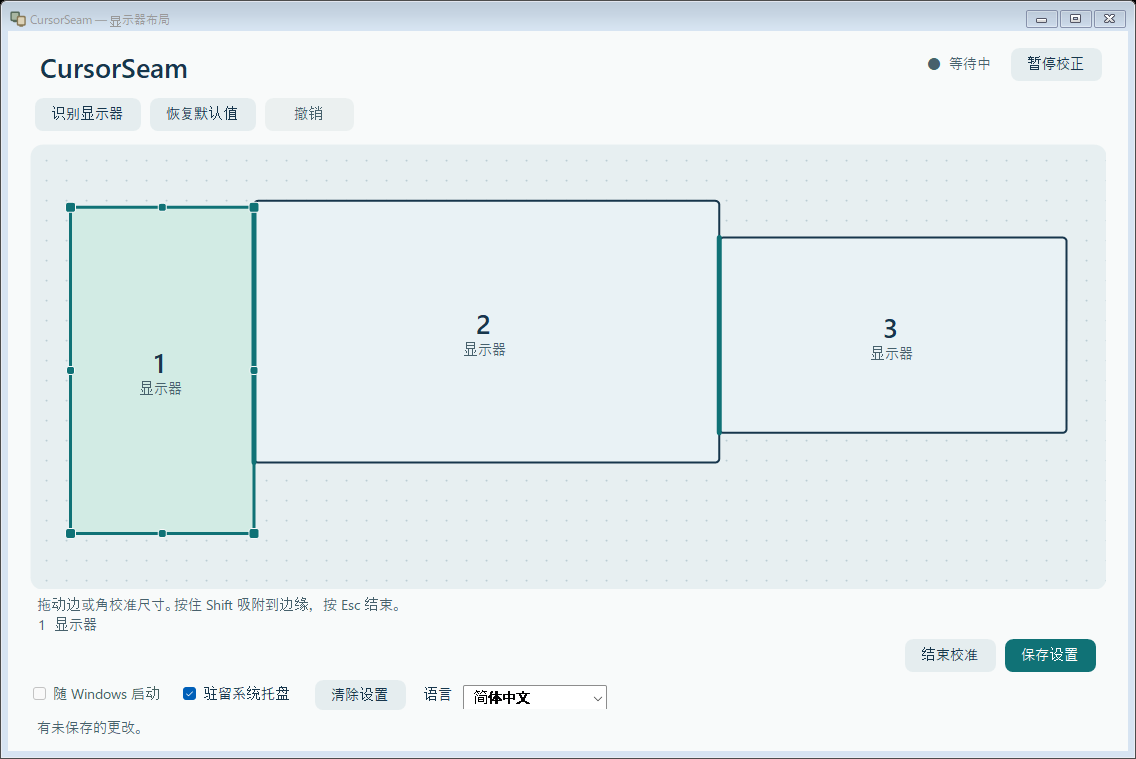 CursorSeam — 显示器布局
CursorSeam
等待中
暂停校正
识别显示器
恢复默认值
撤销
1
显示器
2
显示器
3
显示器
拖动边或角校准尺寸。按住 Shift 吸附到边缘，按 Esc 结束。
1 显示器
结束校准
保存设置
随 Windows 启动
驻留系统托盘
清除设置
语言
简体中文
有未保存的更改。